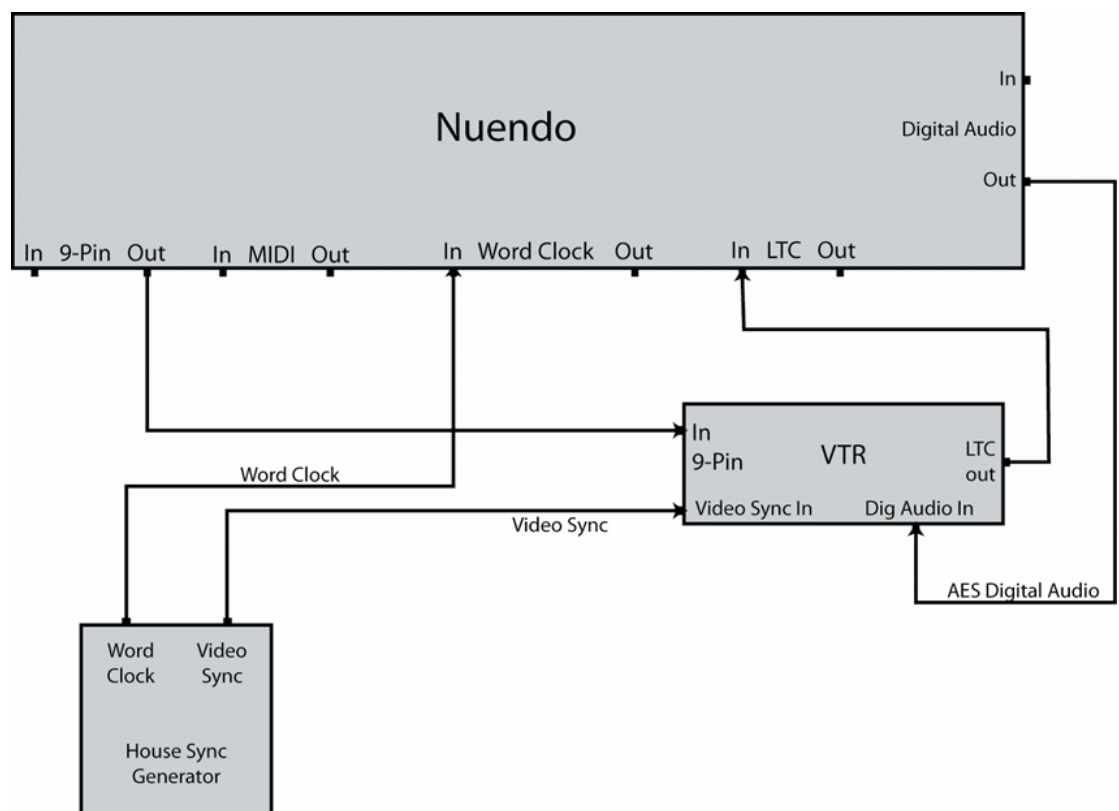 In
Nuendo
Digital Audio
Out
In 9-Pin Out In MIDI Out In Word Clock Out In LTC Out
In
9-Pin
VTR
LTC
out
Word Clock
Video Sync In
Dig Audio In
Video Sync
AES Digital Audio
Word
Clock
Video
Sync
House Sync
Generator